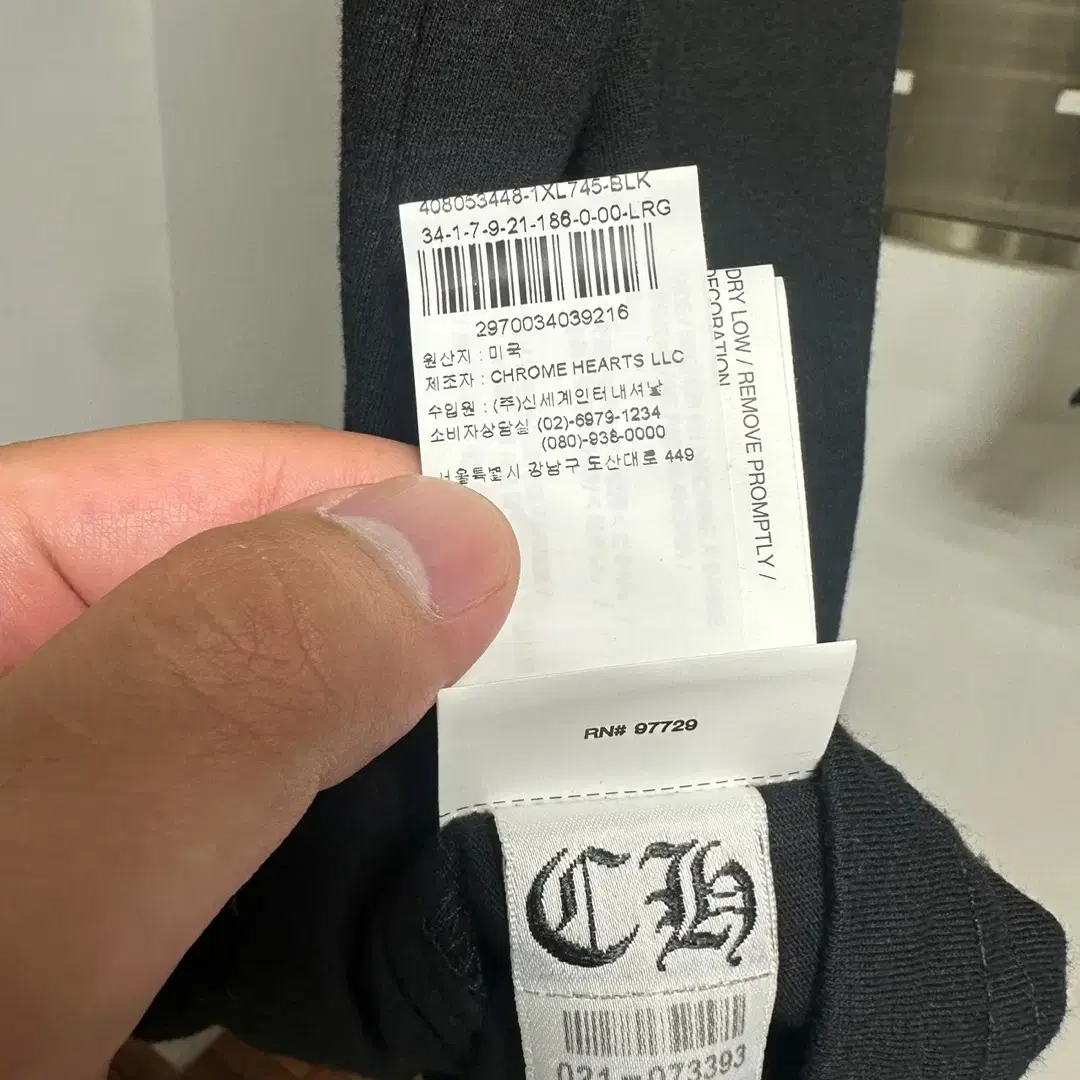 408053448-1XL745-BLK
34-1-7-9-21-186-0-00-LRG
2970034039216
원산지 : 미국
제조자 : CHROME HEARTS LLC
수입원 : (주)신세계인터내셔날
소비자상담실 (02)-6979-1234
(080)-938-0000
서울특별시 강남구 도산대로 449
DRY LOW / REMOVE PROMPTLY /
DECORATION
RN# 97729
CH
021-073393